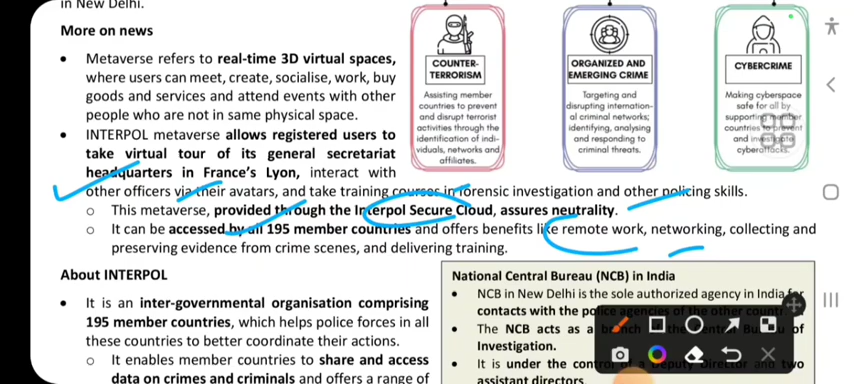 in New Delhi.
More on news
• Metaverse refers to real-time 3D virtual spaces,
where users can meet, create, socialise, work, buy
goods and services and attend events with other
people who are not in same physical space.
• INTERPOL metaverse allows registered users to
take virtual tour of its general secretariat
headquarters in France's Lyon, interact with
other officers via their avatars, and take training courses in forensic investigation and other policing skills.
o This metaverse, provided through the Interpol Secure Cloud, assures neutrality.
o It can be accessed by all 195 member countries and offers benefits like remote work, networking, collecting and
preserving evidence from crime scenes, and delivering training.
COUNTER-
TERRORISM
Assisting member
countries to prevent
and disrupt terrorist
activities through the
identification of indi-
viduals, networks and
affiliates.
ORGANIZED AND
EMERGING CRIME
Targeting and
disrupting internation-
al criminal networks;
identifying, analysing
and responding to
criminal threats.
CYBERCRIME
Making cyberspace
safe for all by
supporting member
countries to prevent
and investigate
cyberattacks.
About INTERPOL
• It is an inter-governmental organisation comprising
195 member countries, which helps police forces in all
these countries to better coordinate their actions.
o It enables member countries to share and access
data on crimes and criminals and offers a range of
National Central Bureau (NCB) in India
• NCB in New Delhi is the sole authorized agency in India for
contacts with the police agencies of the other countries
• The NCB acts as a branch of the Central Bureau of
Investigation.
• It is under the control of a Deputy Director and two
assistant directors